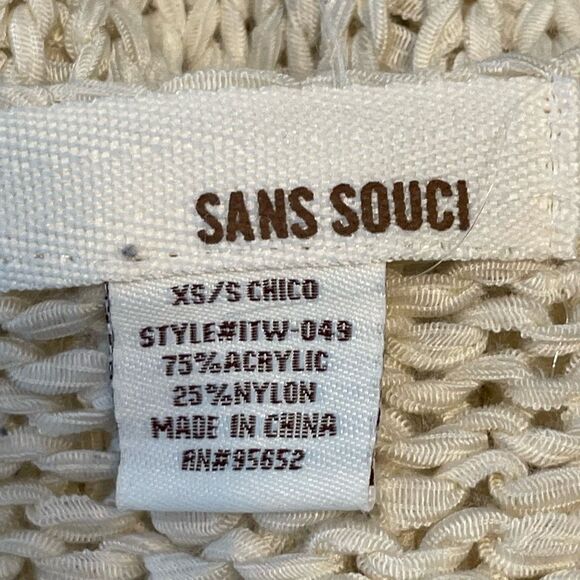 SANS SOUCI
XS/S CHICO
STYLE#ITW-049
75%ACRYLIC
25%NYLON
MADE IN CHINA
RN#95652